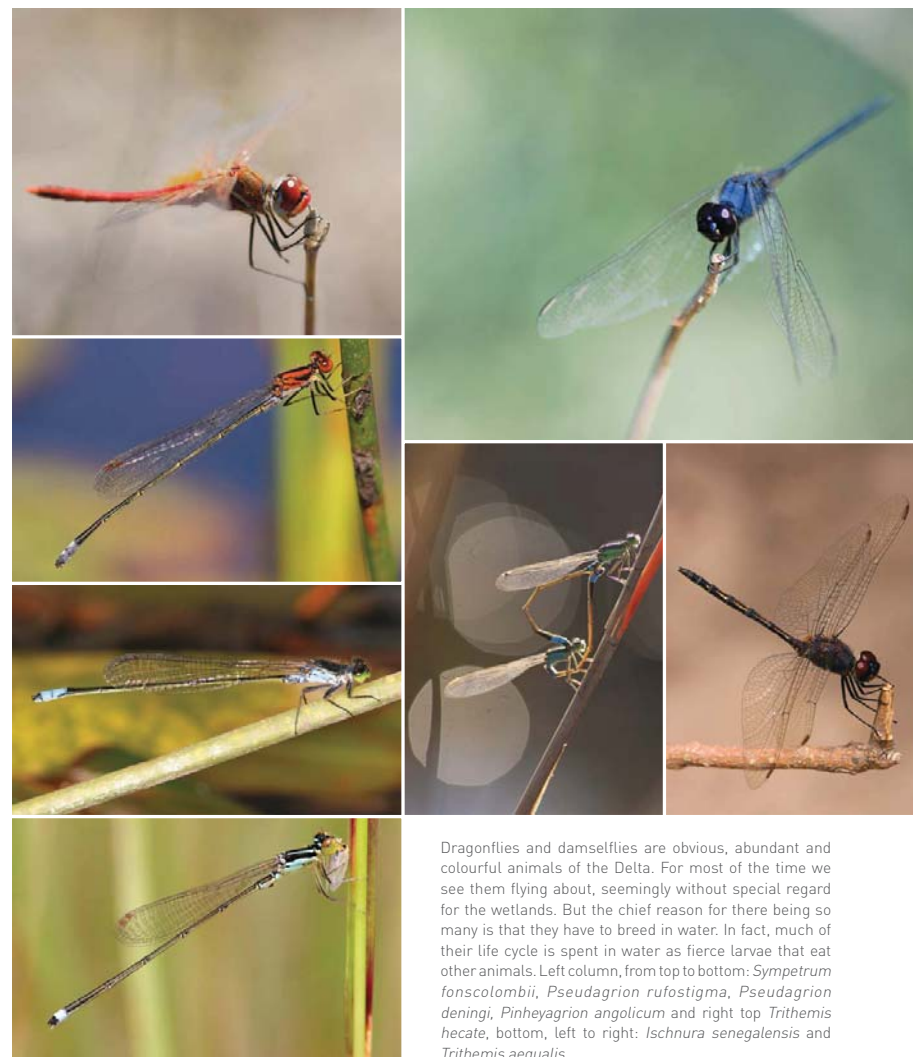 Dragonflies and damselflies are obvious, abundant and
colourful animals of the Delta. For most of the time we
see them flying about, seemingly without special regard
for the wetlands. But the chief reason for there being so
many is that they have to breed in water. In fact, much of
their life cycle is spent in water as fierce larvae that eat
other animals. Left column, from top to bottom: Sympetrum
fonscolombii, Pseudagrion rufostigma, Pseudagrion
deningi, Pinheyagrion angolicum and right top Trithemis
hecate, bottom, left to right: Ischnura senegalensis and
Trithemis aequalis.